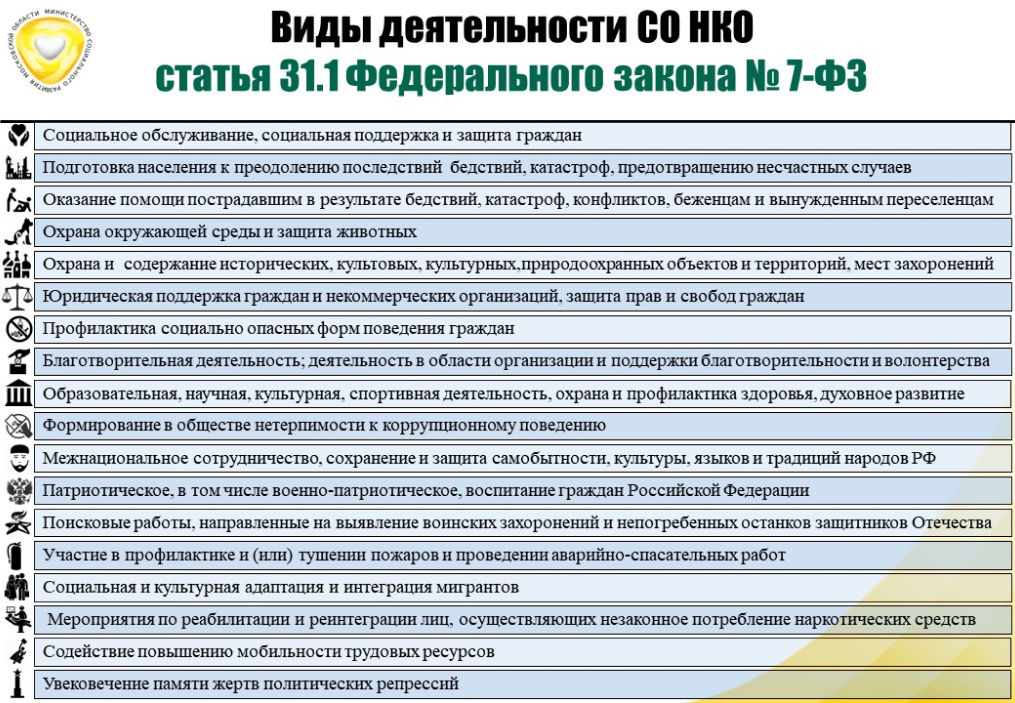 МИНИСТЕРСТВО СОЦИАЛЬНОГО РАЗВИТИЯ МОСКОВСКОЙ ОБЛАСТИ
Виды деятельности СО НКО
статья 31.1 Федерального закона № 7-ФЗ
Социальное обслуживание, социальная поддержка и защита граждан
Подготовка населения к преодолению последствий бедствий, катастроф, предотвращению несчастных случаев
Оказание помощи пострадавшим в результате бедствий, катастроф, конфликтов, беженцам и вынужденным переселенцам
Охрана окружающей среды и защита животных
Охрана и содержание исторических, культовых, культурных,природоохранных объектов и территорий, мест захоронений
Юридическая поддержка граждан и некоммерческих организаций, защита прав и свобод граждан
Профилактика социально опасных форм поведения граждан
Благотворительная деятельность; деятельность в области организации и поддержки благотворительности и волонтерства
Образовательная, научная, культурная, спортивная деятельность, охрана и профилактика здоровья, духовное развитие
Формирование в обществе нетерпимости к коррупционному поведению
Межнациональное сотрудничество, сохранение и защита самобытности, культуры, языков и традиций народов РФ
Патриотическое, в том числе военно-патриотическое, воспитание граждан Российской Федерации
Поисковые работы, направленные на выявление воинских захоронений и непогребенных останков защитников Отечества
Участие в профилактике и (или) тушении пожаров и проведении аварийно-спасательных работ
Социальная и культурная адаптация и интеграция мигрантов
Мероприятия по реабилитации и реинтеграции лиц, осуществляющих незаконное потребление наркотических средств
Содействие повышению мобильности трудовых ресурсов
Увековечение памяти жертв политических репрессий